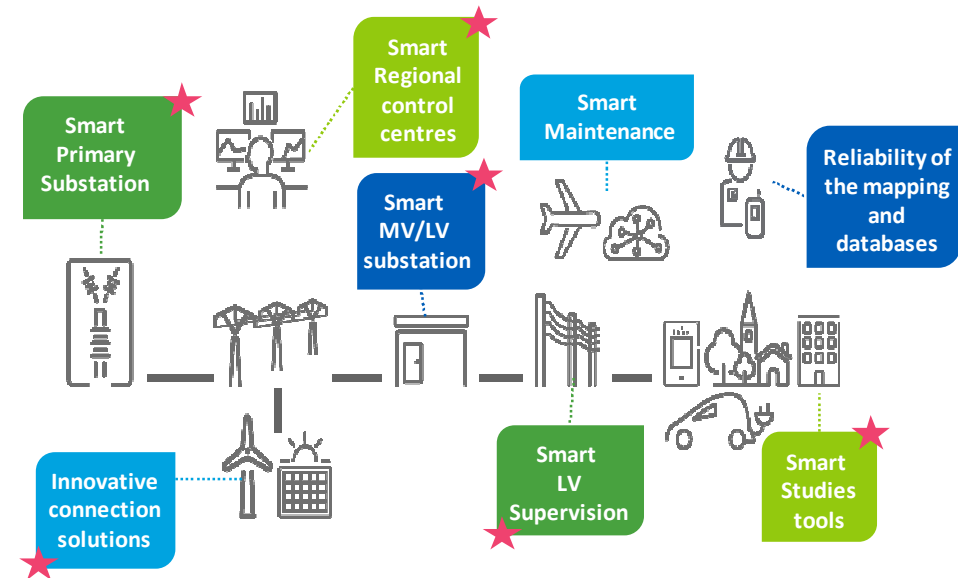 Smart
Regional
control
centres
Smart
Primary
Substation
Smart
Maintenance
Reliability of
the mapping
and
databases
Smart
MV/LV
substation
Innovative
connection
solutions
Smart
LV
Supervision
Smart
Studies
tools